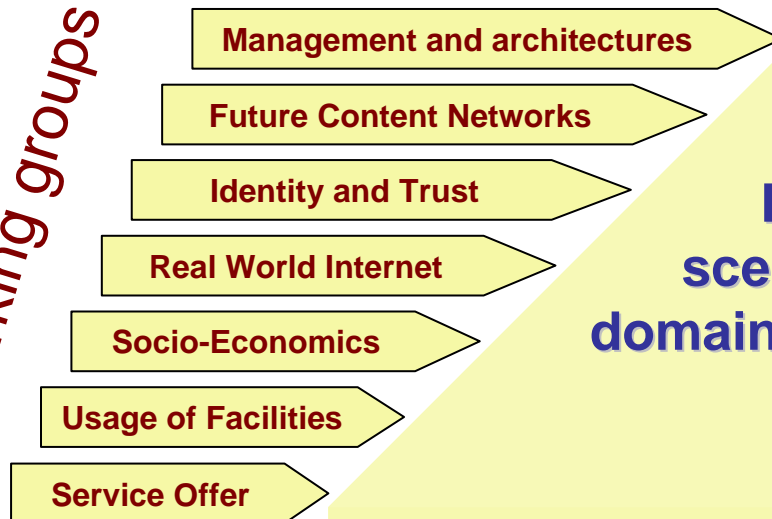 groups
Management and architectures
Future Content Networks
Identity and Trust
Real World Internet
Socio-Economics
Usage of Facilities
Service Offer